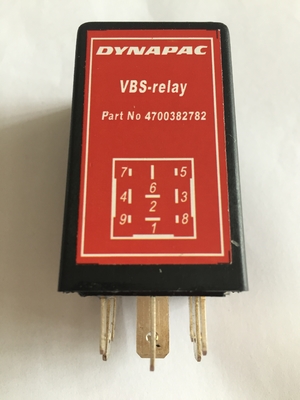 DYNAPAC
VBS-relay
Part No 4700382782
7 5
6
4 3
2
9 8
1